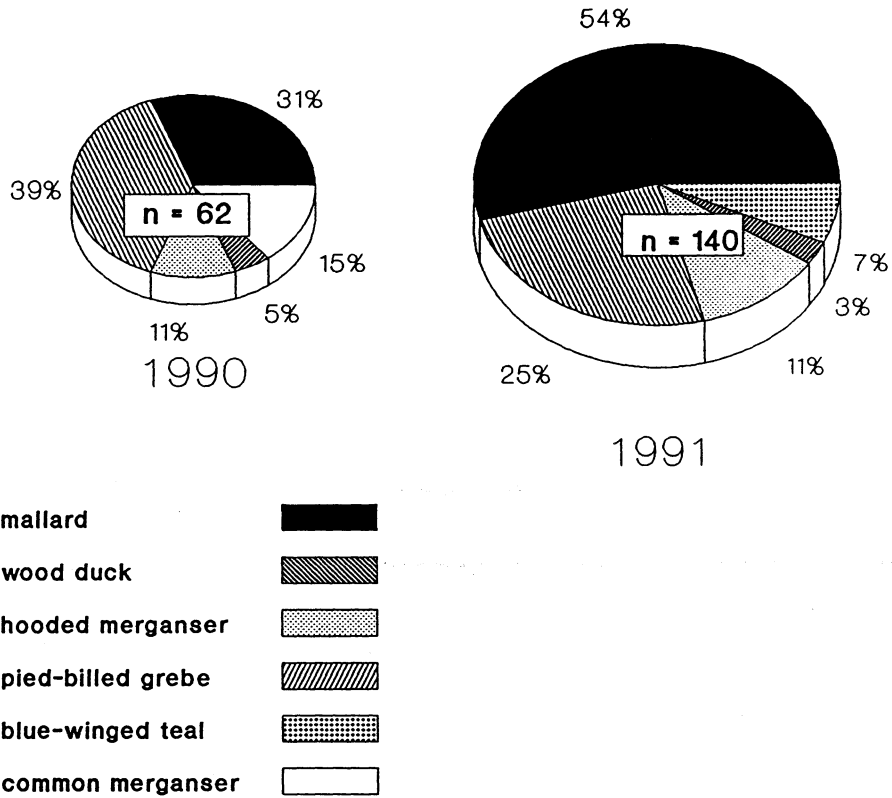 54%
31%
39%
n = 62
n = 140
15%
7%
5%
3%
11%
11%
25%
1990
1991
mallard
wood duck
hooded merganser
pied-billed grebe
blue-winged teal
common merganser